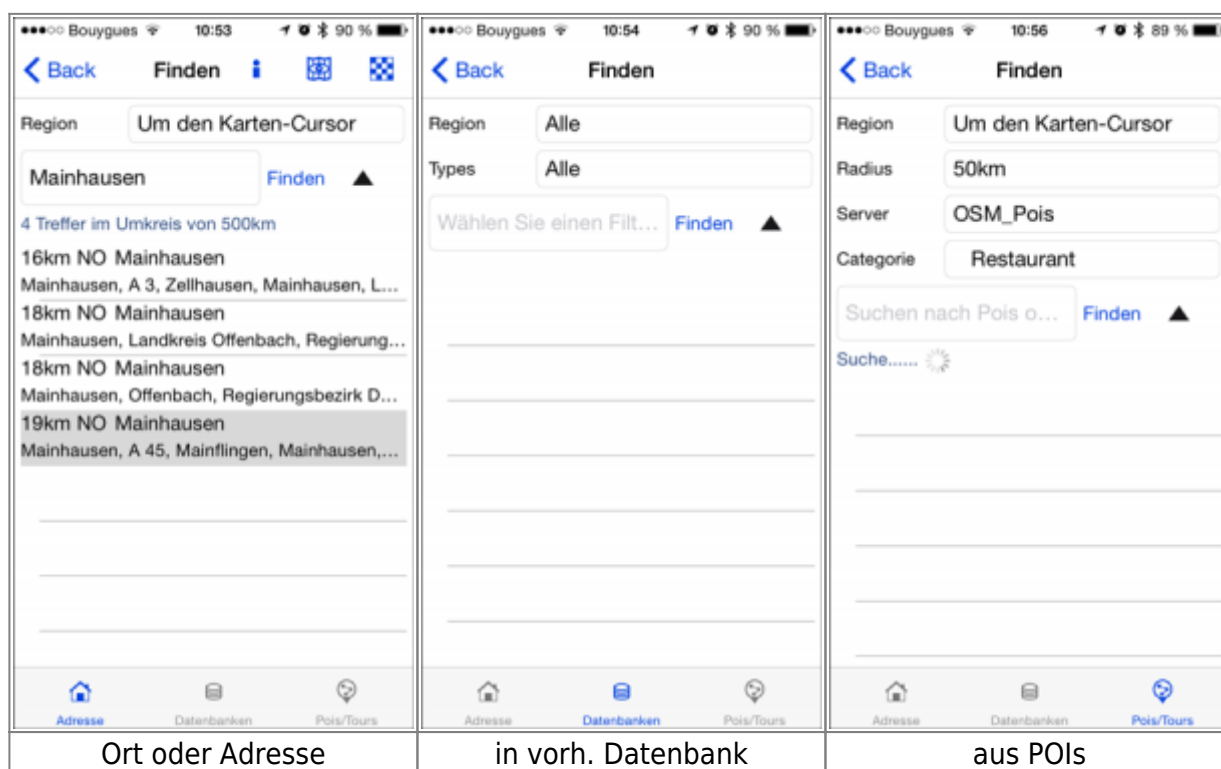 ●●●○○ Bouygues 10:53 90 %
Back Finden i
Region Um den Karten-Cursor
Mainhausen Finden ▲
4 Treffer im Umkreis von 500km
16km NO Mainhausen
Mainhausen, A 3, Zellhausen, Mainhausen, L...
18km NO Mainhausen
Mainhausen, Landkreis Offenbach, Regierung...
18km NO Mainhausen
Mainhausen, Offenbach, Regierungsbezirk D...
19km NO Mainhausen
Mainhausen, A 45, Mainflingen, Mainhausen,...
Adresse Datenbanken Pois/Tours
Ort oder Adresse
●●●○○ Bouygues 10:54 90 %
Back Finden
Region Alle
Types Alle
Wählen Sie einen Filt... Finden ▲
Adresse Datenbanken Pois/Tours
in vorh. Datenbank
●●●○○ Bouygues 10:56 89 %
Back Finden
Region Um den Karten-Cursor
Radius 50km
Server OSM_Pois
Categorie Restaurant
Suchen nach Pois o... Finden ▲
Suche......
Adresse Datenbanken Pois/Tours
aus POIs